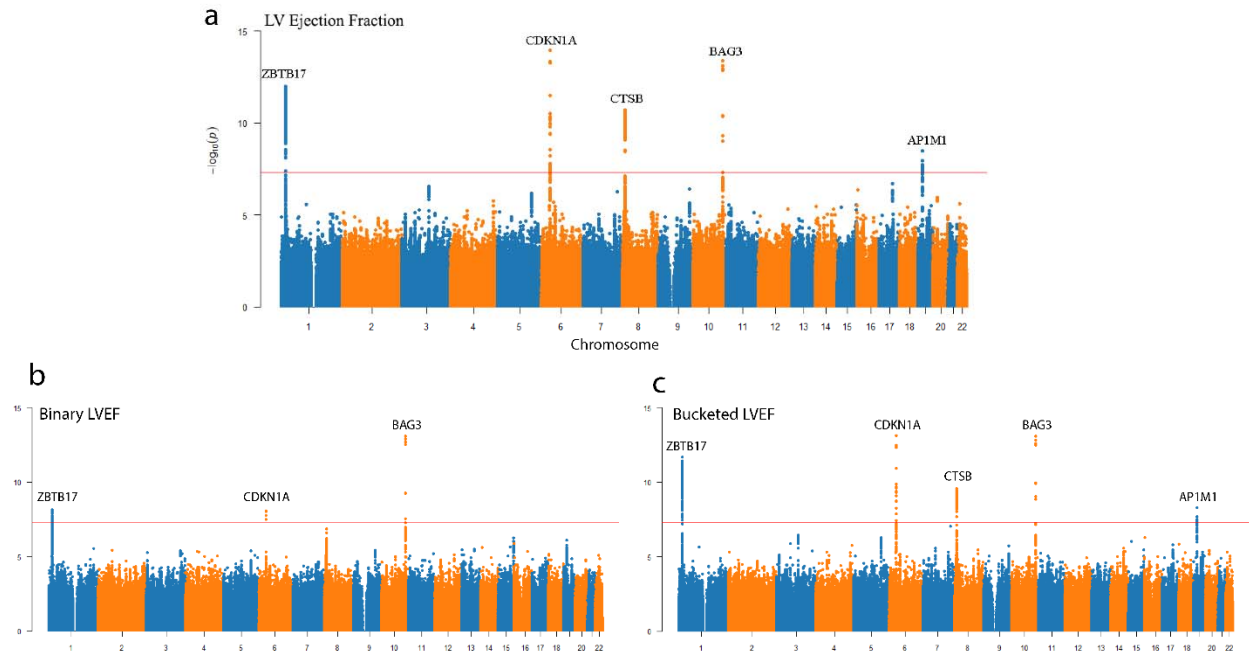 a
LV Ejection Fraction
15
10
5
0
−log₁₀(p)
ZBTB17
CDKN1A
CTSB
BAG3
AP1M1
1 2 3 4 5 6 7 8 9 10 11 12 13 14 15 16 17 18 20 22
Chromosome
b
Binary LVEF
15
10
5
0
ZBTB17
CDKN1A
BAG3
1 2 3 4 5 6 7 8 9 10 11 12 13 14 15 16 17 18 20 22
c
Bucketed LVEF
15
10
5
0
ZBTB17
CDKN1A
CTSB
BAG3
AP1M1
1 2 3 4 5 6 7 8 9 10 11 12 13 14 15 16 17 18 20 22